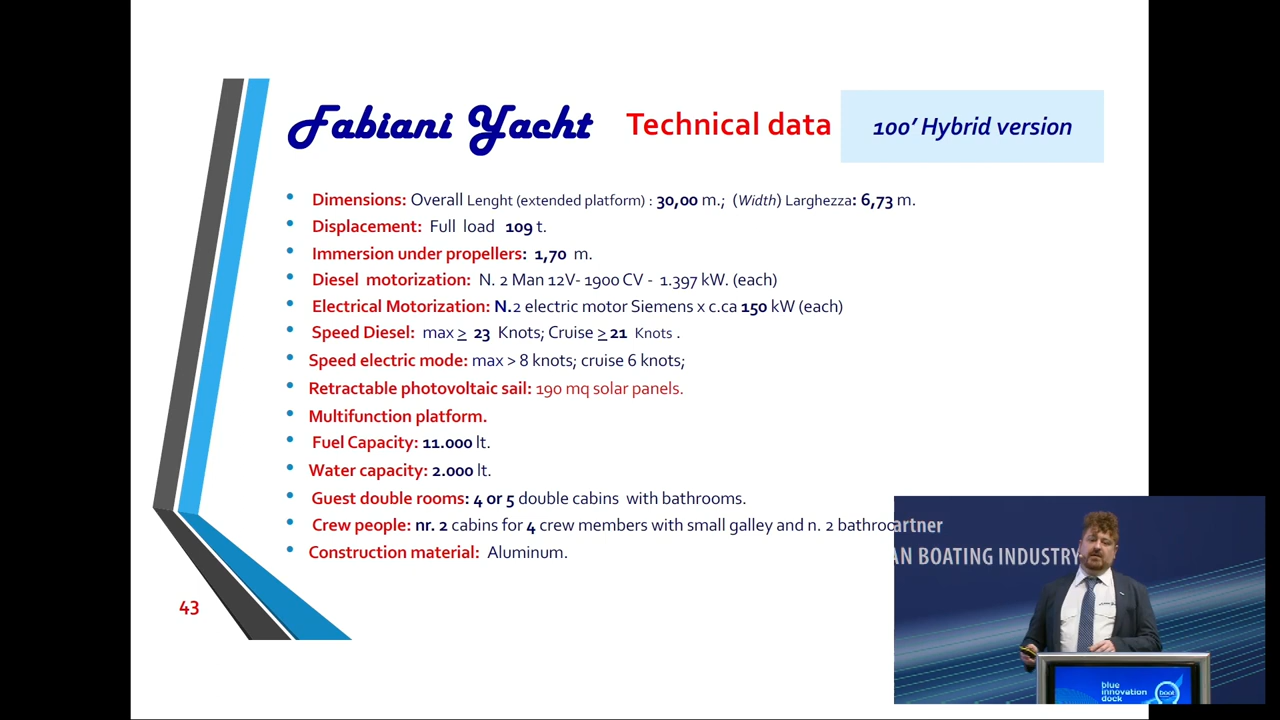 Fabiani Yacht Technical data 100’ Hybrid version
• Dimensions: Overall Lenght (extended platform) : 30,00 m.; (Width) Larghezza: 6,73 m.
• Displacement: Full load 109 t.
• Immersion under propellers: 1,70 m.
• Diesel motorization: N. 2 Man 12V- 1900 CV - 1.397 kW. (each)
• Electrical Motorization: N.2 electric motor Siemens x c.ca 150 kW (each)
• Speed Diesel: max ≥ 23 Knots; Cruise ≥ 21 Knots .
• Speed electric mode: max > 8 knots; cruise 6 knots;
• Retractable photovoltaic sail: 190 mq solar panels.
• Multifunction platform.
• Fuel Capacity: 11.000 lt.
• Water capacity: 2.000 lt.
• Guest double rooms: 4 or 5 double cabins with bathrooms.
• Crew people: nr. 2 cabins for 4 crew members with small galley and n. 2
• Construction material: Aluminum.
43
BOATING INDUSTRY
blue
innovation
dock
boot